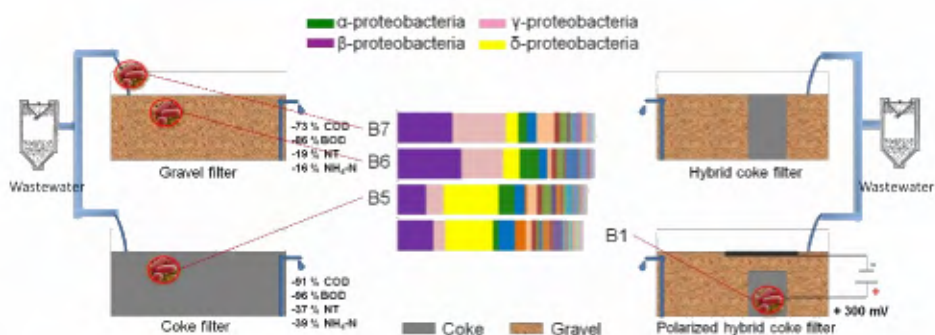 α-proteobacteria
γ-proteobacteria
β-proteobacteria
δ-proteobacteria
-73 % COD
-86 % BOD
-19 % NT
-16 % NH₄-N
B7
B6
B5
B1
Wastewater
Gravel filter
Hybrid coke filter
Wastewater
-91 % COD
-96 % BOD
-37 % NT
-39 % NH₄-N
-
+
+ 300 mV
Coke filter
Coke
Gravel
Polarized hybrid coke filter